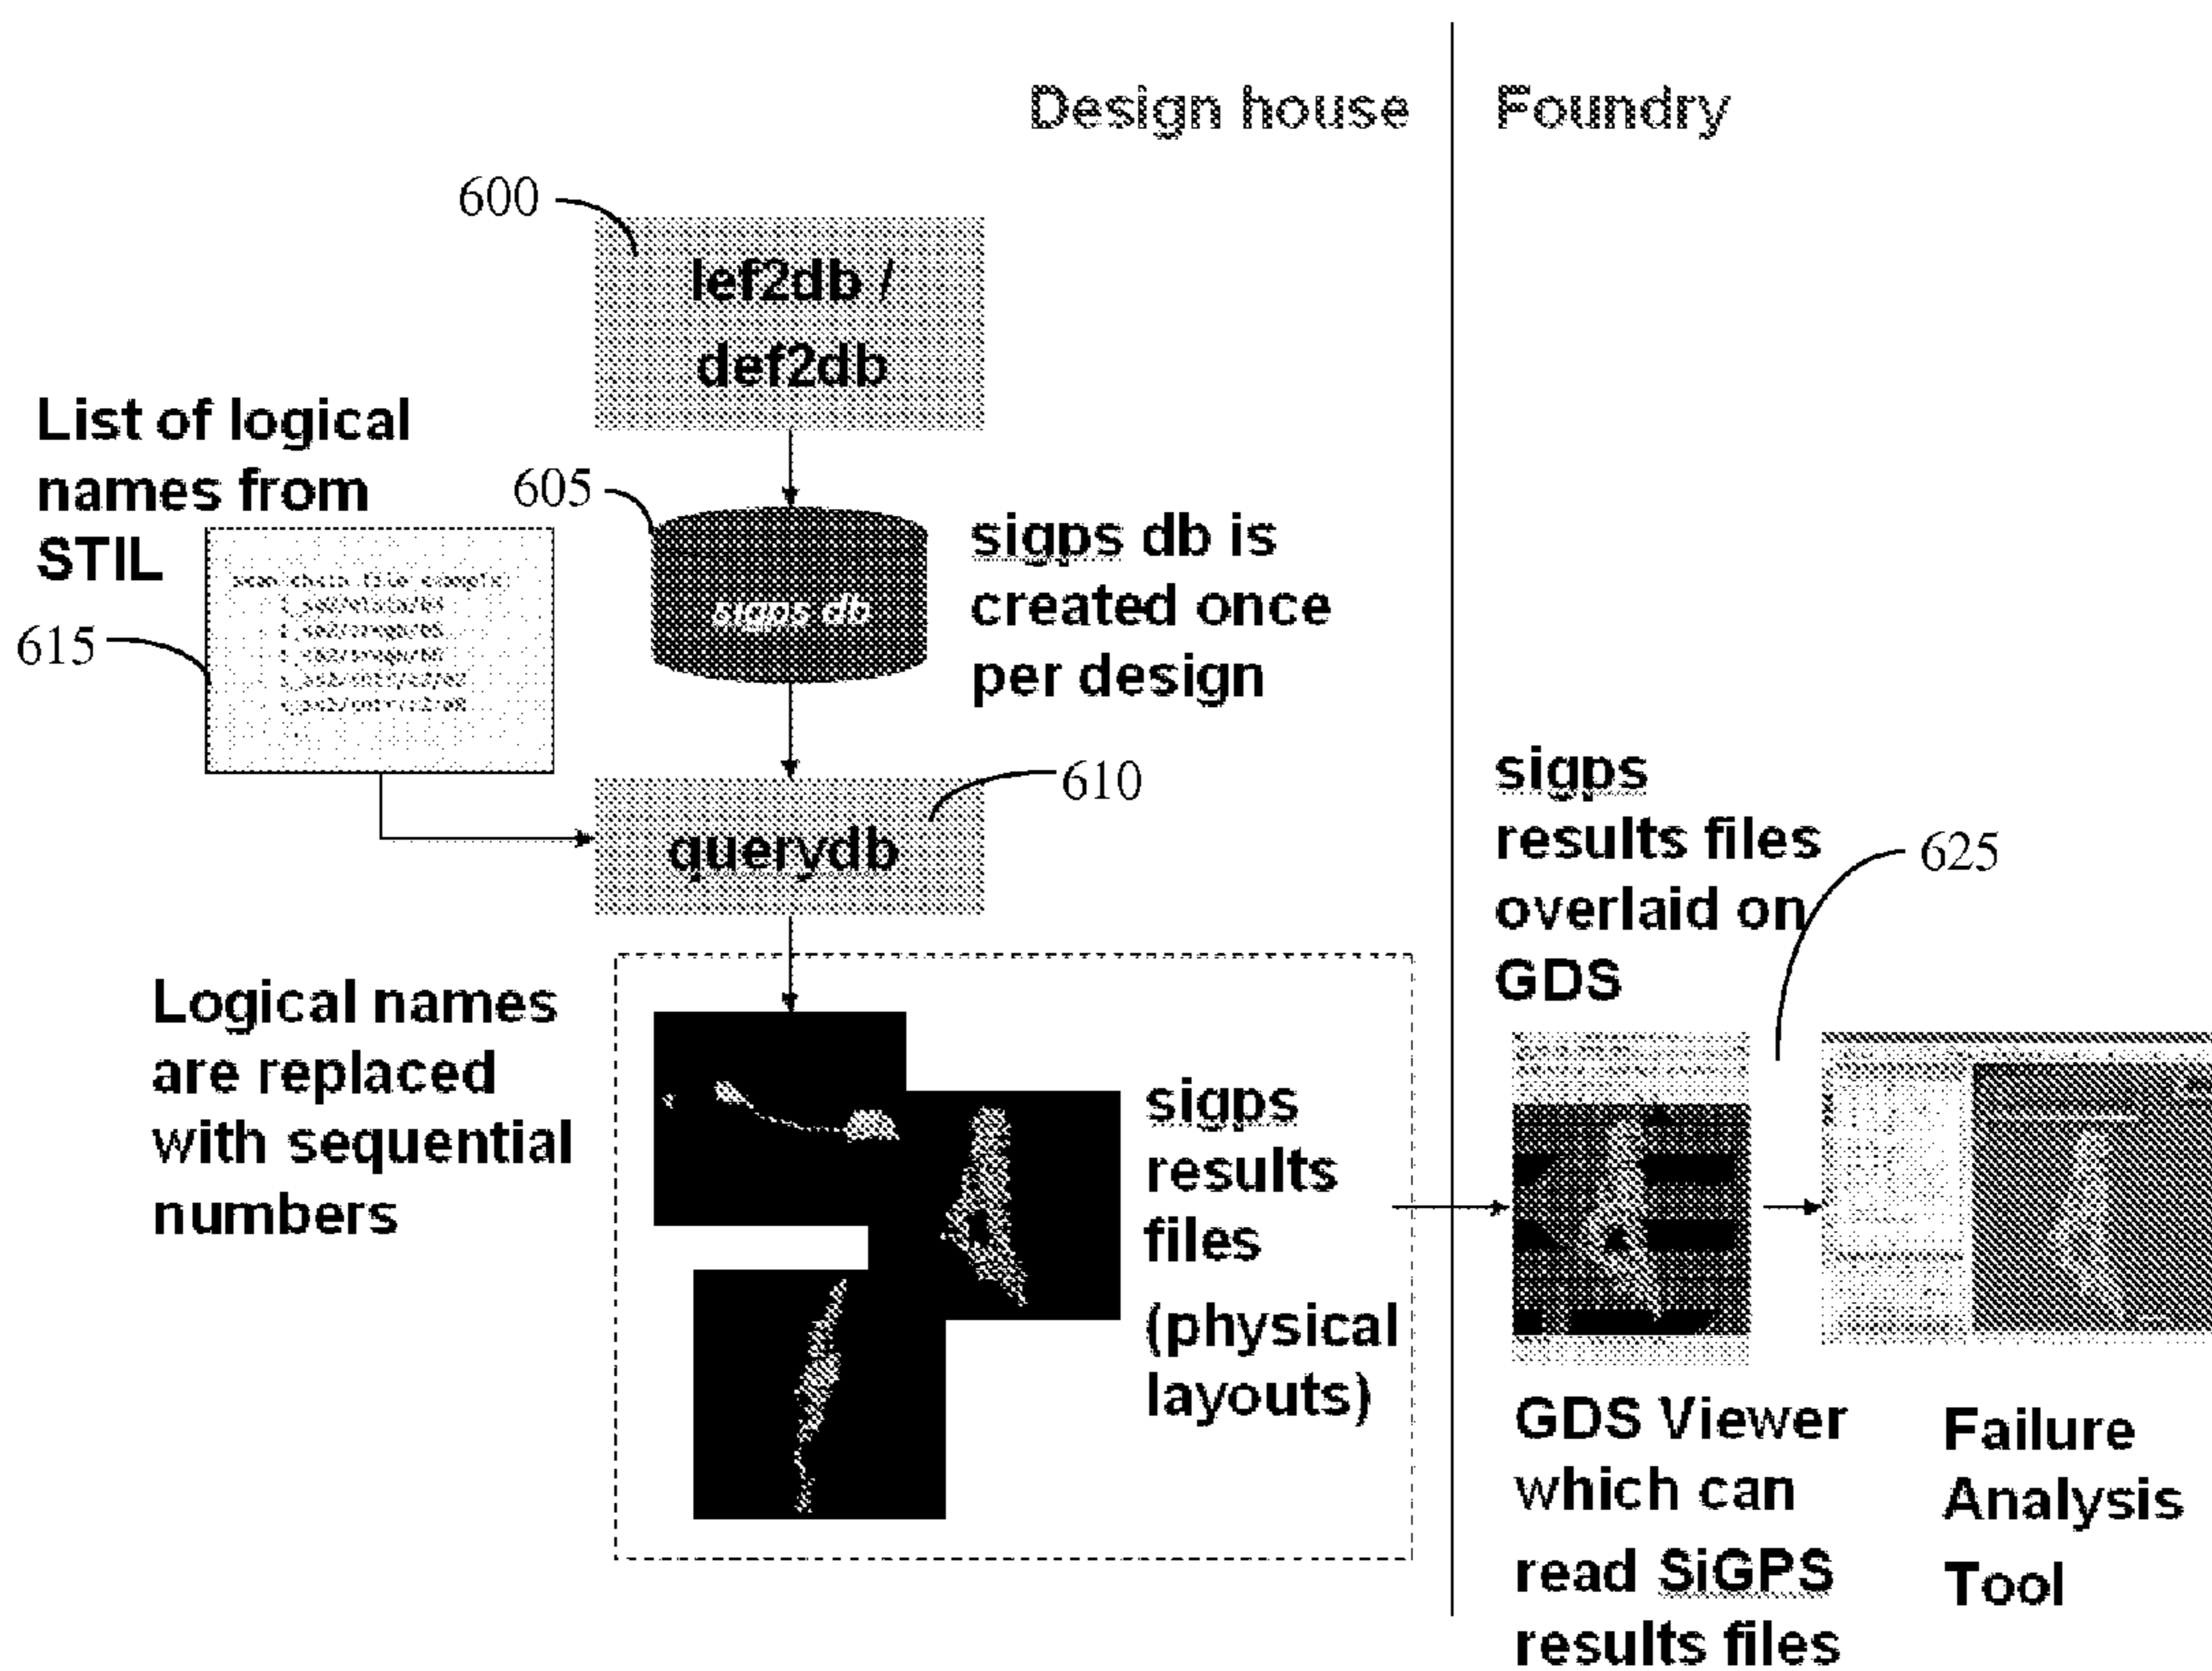 Design house
Foundry
600
lef2db /
def2db
List of logical
names from
STIL
605
sigps db
sigps db is
created once
per design
615
610
querydb
sigps
results files
overlaid on
GDS
625
Logical names
are replaced
with sequential
numbers
sigps
results
files
(physical
layouts)
GDS Viewer
which can
read SiGPS
results files
Failure
Analysis
Tool